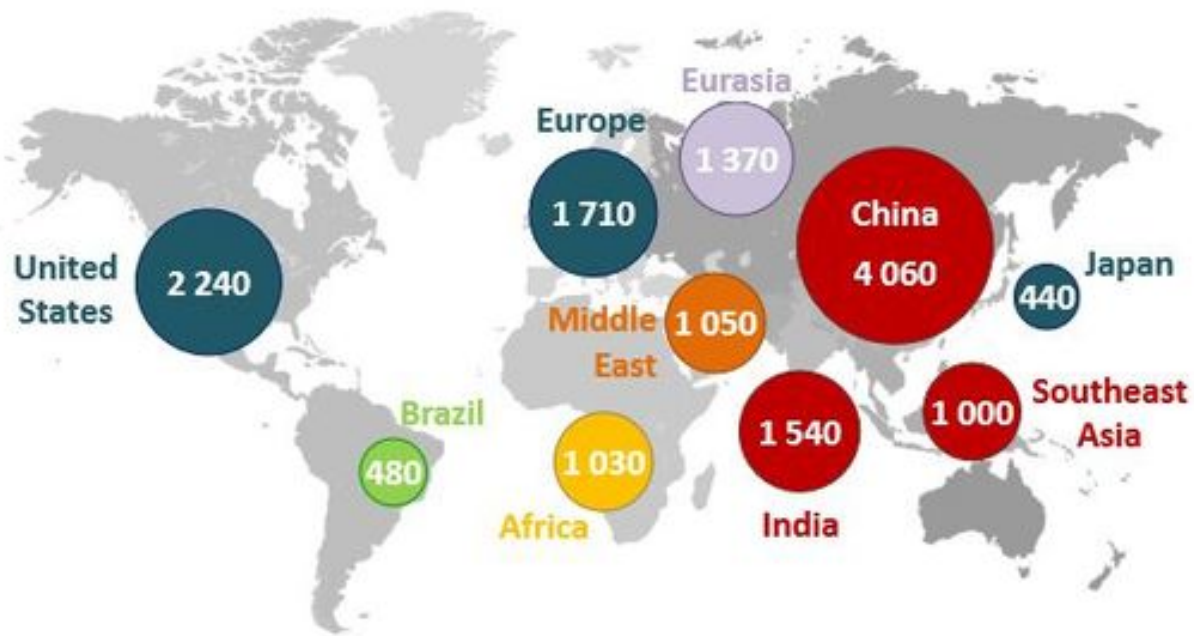 Eurasia
1 370
Europe
1 710
China
4 060
United
States
2 240
Japan
440
Middle
East
1 050
Brazil
480
Africa
1 030
India
1 540
Southeast
Asia
1 000